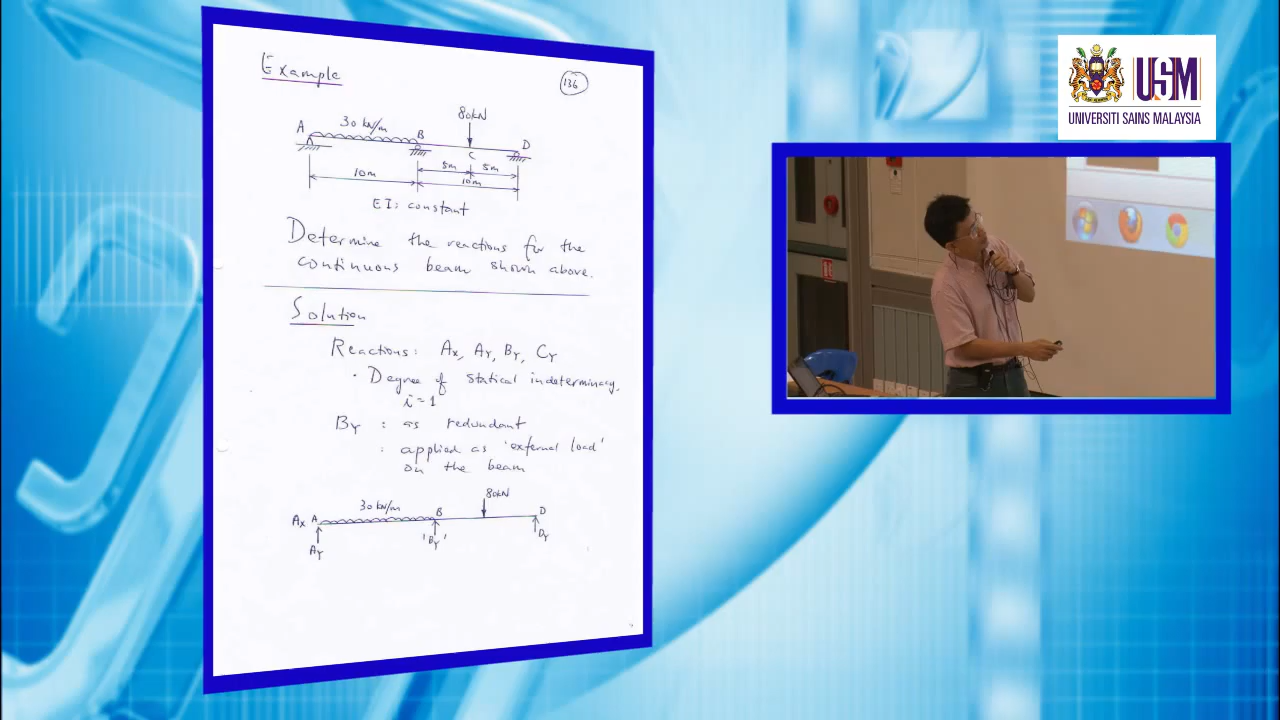 Example
136
80kN
30 kN/m
A
B
C
D
5m
5m
10m
10m
EI: constant
Determine the reactions for the
continuous beam shown above.
Solution
Reactions: Ax, AY, BY, CY
· Degree of statical indeterminacy,
i=1
BY : as redundant
: applied as 'external load'
on the beam
80kN
30 kN/m
Ax A
B
D
AY
'BY'
DY
USM
UNIVERSITI SAINS MALAYSIA